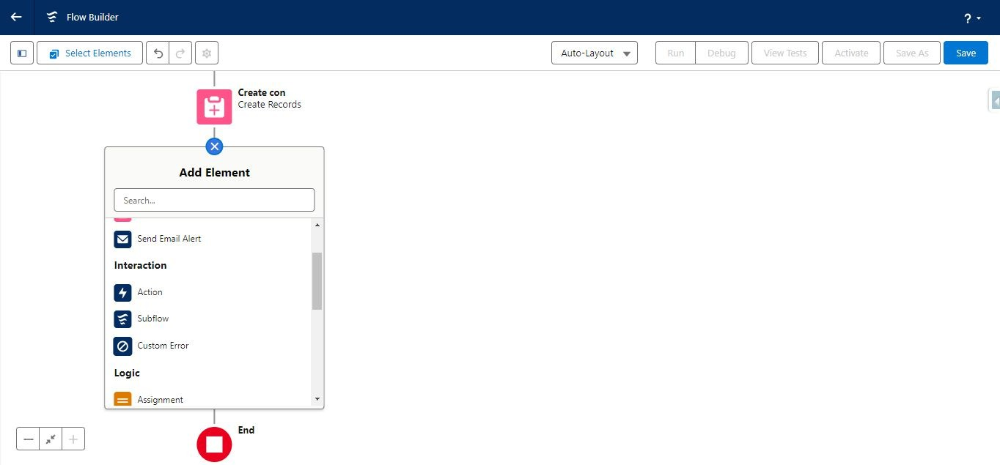 Flow Builder
?
Select Elements
Auto-Layout
Run
Debug
View Tests
Activate
Save As
Save
Create con
Create Records
Add Element
Search...
Send Email Alert
Interaction
Action
Subflow
Custom Error
Logic
Assignment
End